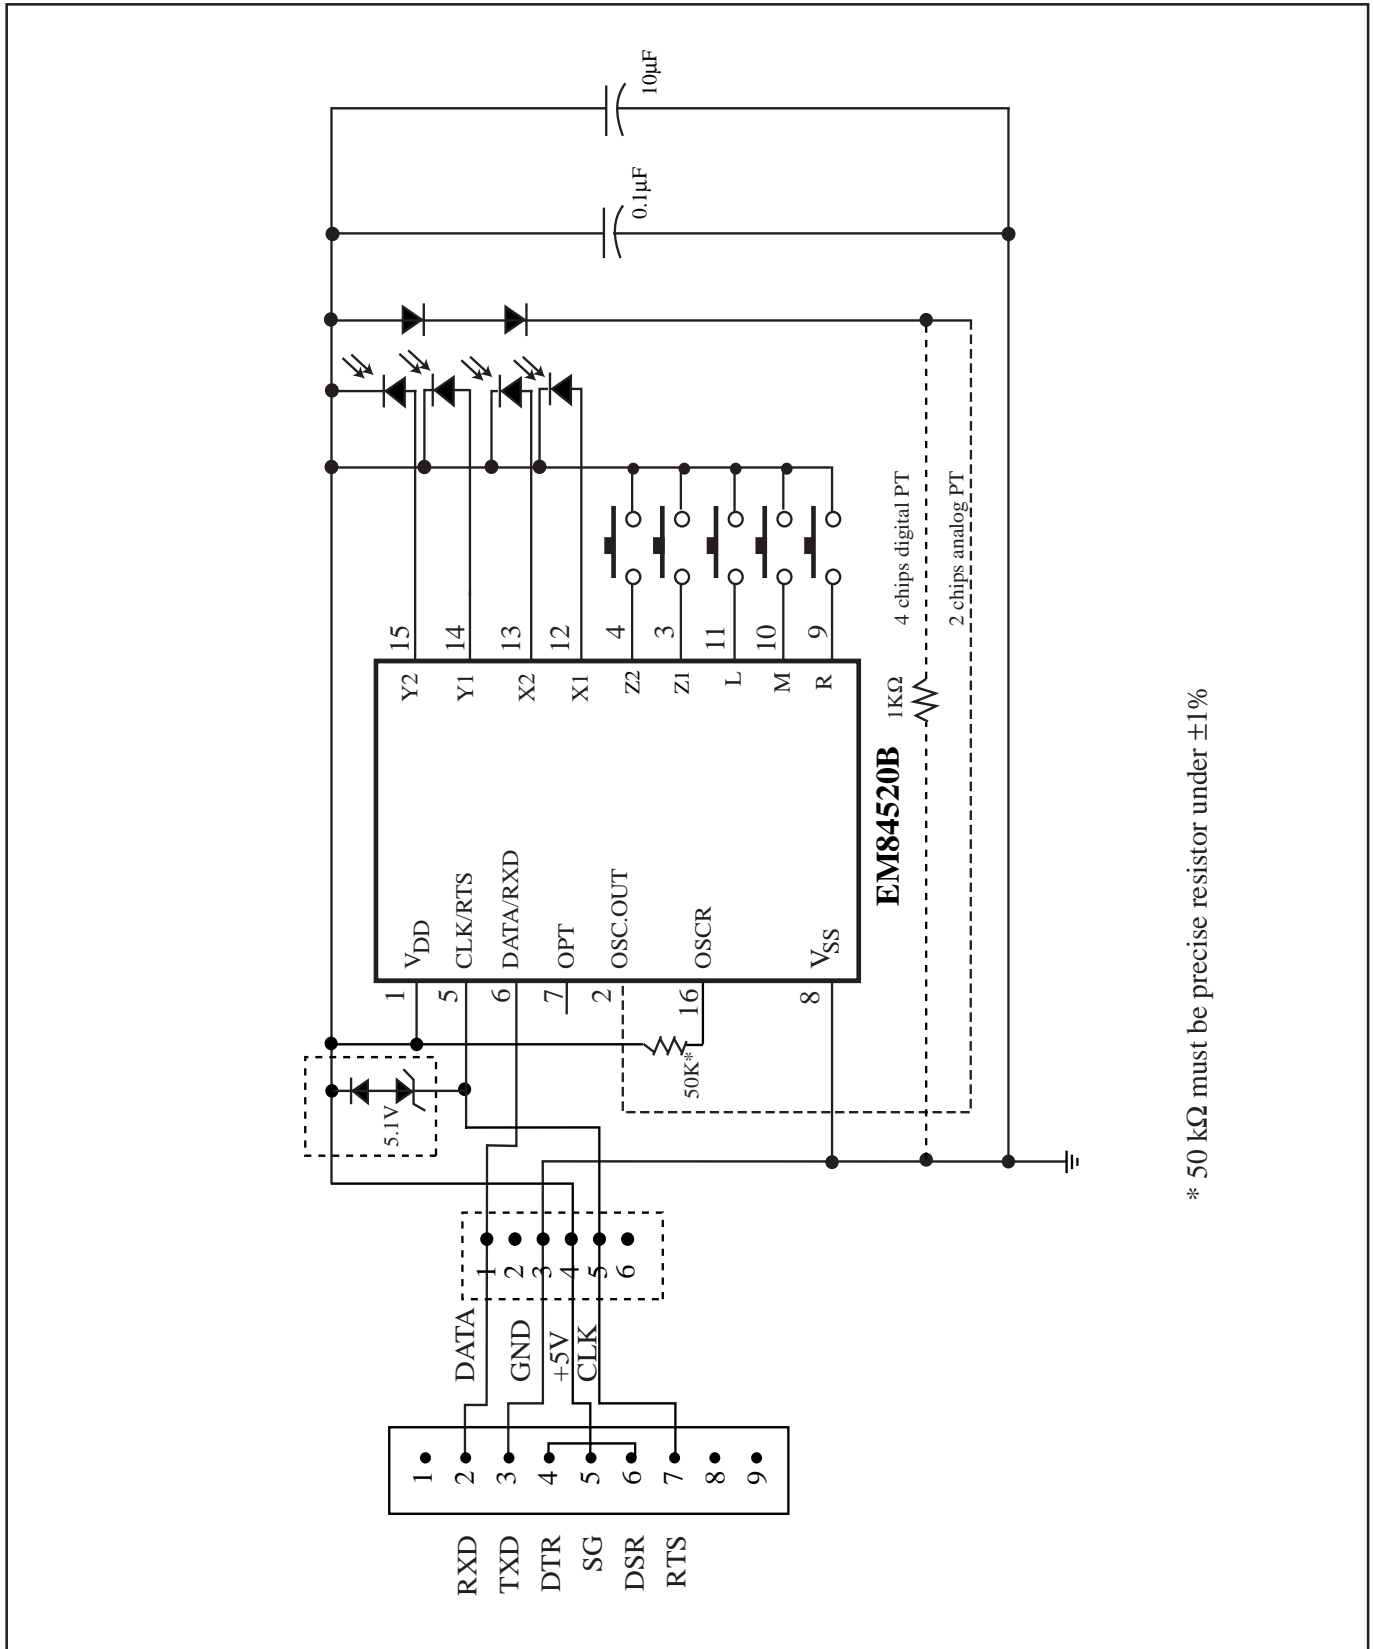 10μF
0.1μF
4 chips digital PT
2 chips analog PT
15
14
13
12
4
3
11
10
9
Y2
Y1
X2
X1
Z2
Z1
L
M
R
1KΩ
EM84520B
VDD
CLK/RTS
DATA/RXD
OPT
OSC.OUT
OSCR
VSS
1
5
6
7
2
16
8
50K*
5.1V
1
2
3
4
5
6
DATA
GND
+5V
CLK
1
2
3
4
5
6
7
8
9
RXD
TXD
DTR
SG
DSR
RTS
* 50 kΩ must be precise resistor under ±1%